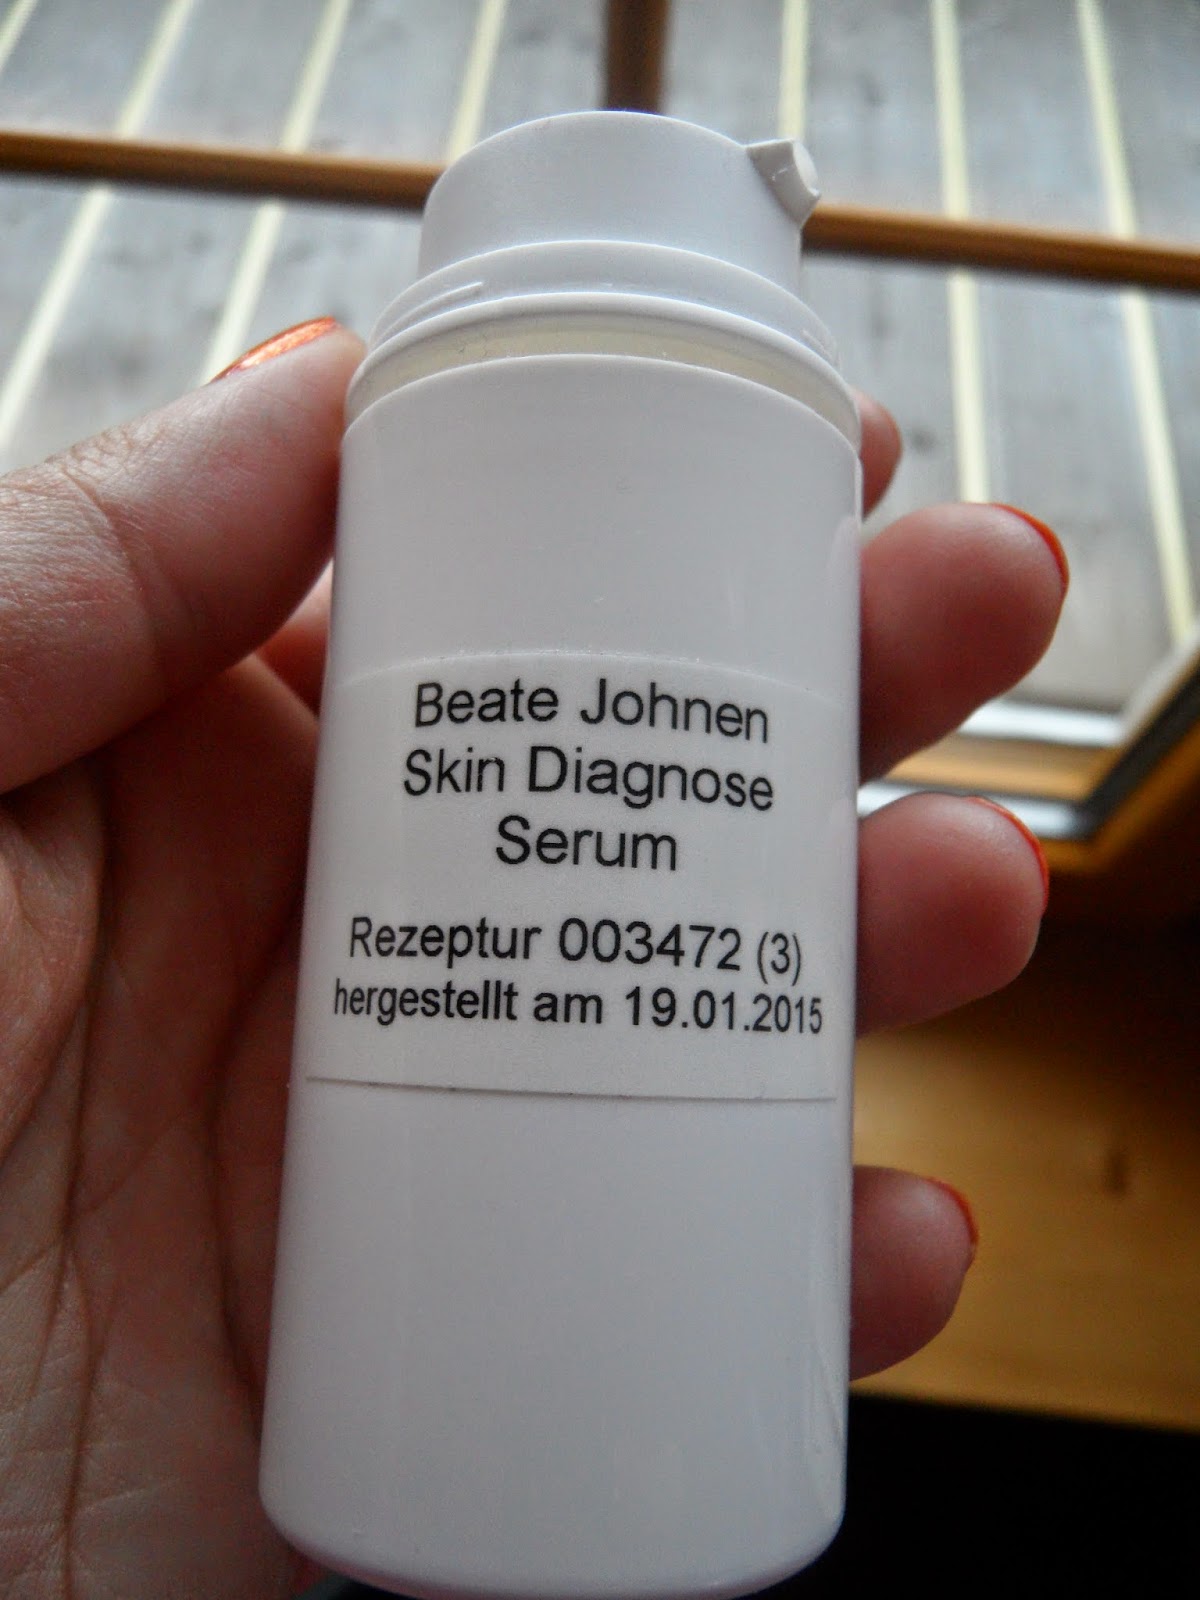 Beate Johnen
Skin Diagnose
Serum
Rezeptur 003472 (3)
hergestellt am 19.01.2015